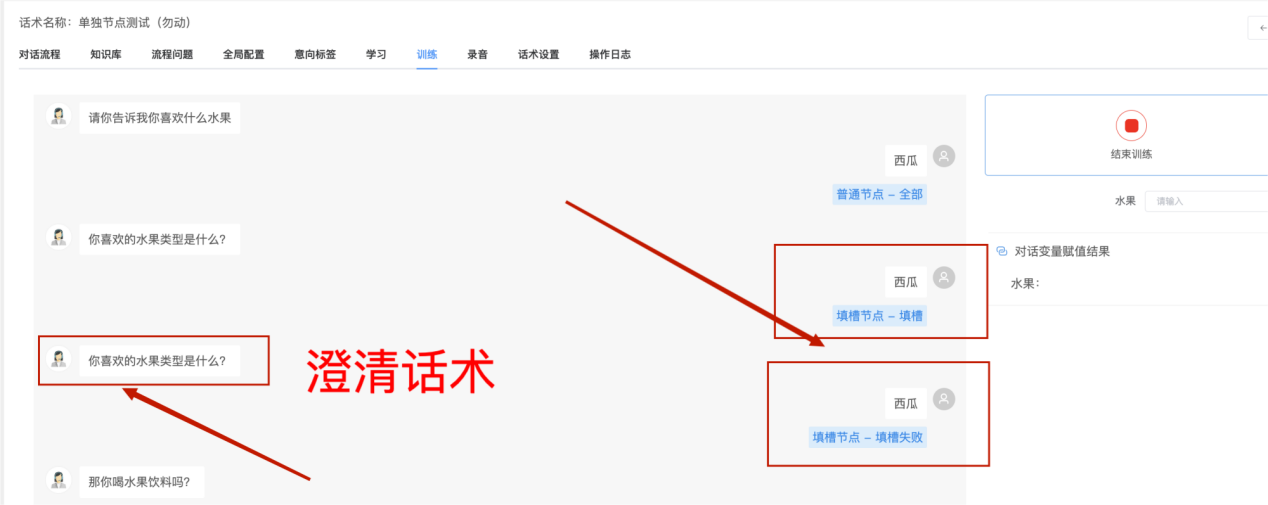 话术名称：单独节点测试（勿动）
←
对话流程 知识库 流程问题 全局配置 意向标签 学习 训练 录音 话术设置 操作日志
请你告诉我你喜欢什么水果
西瓜
普通节点 – 全部
你喜欢的水果类型是什么？
西瓜
填槽节点 – 填槽
你喜欢的水果类型是什么？
澄清话术
西瓜
填槽节点 – 填槽失败
那你喝水果饮料吗？
结束训练
水果 请输入
对话变量赋值结果
水果：